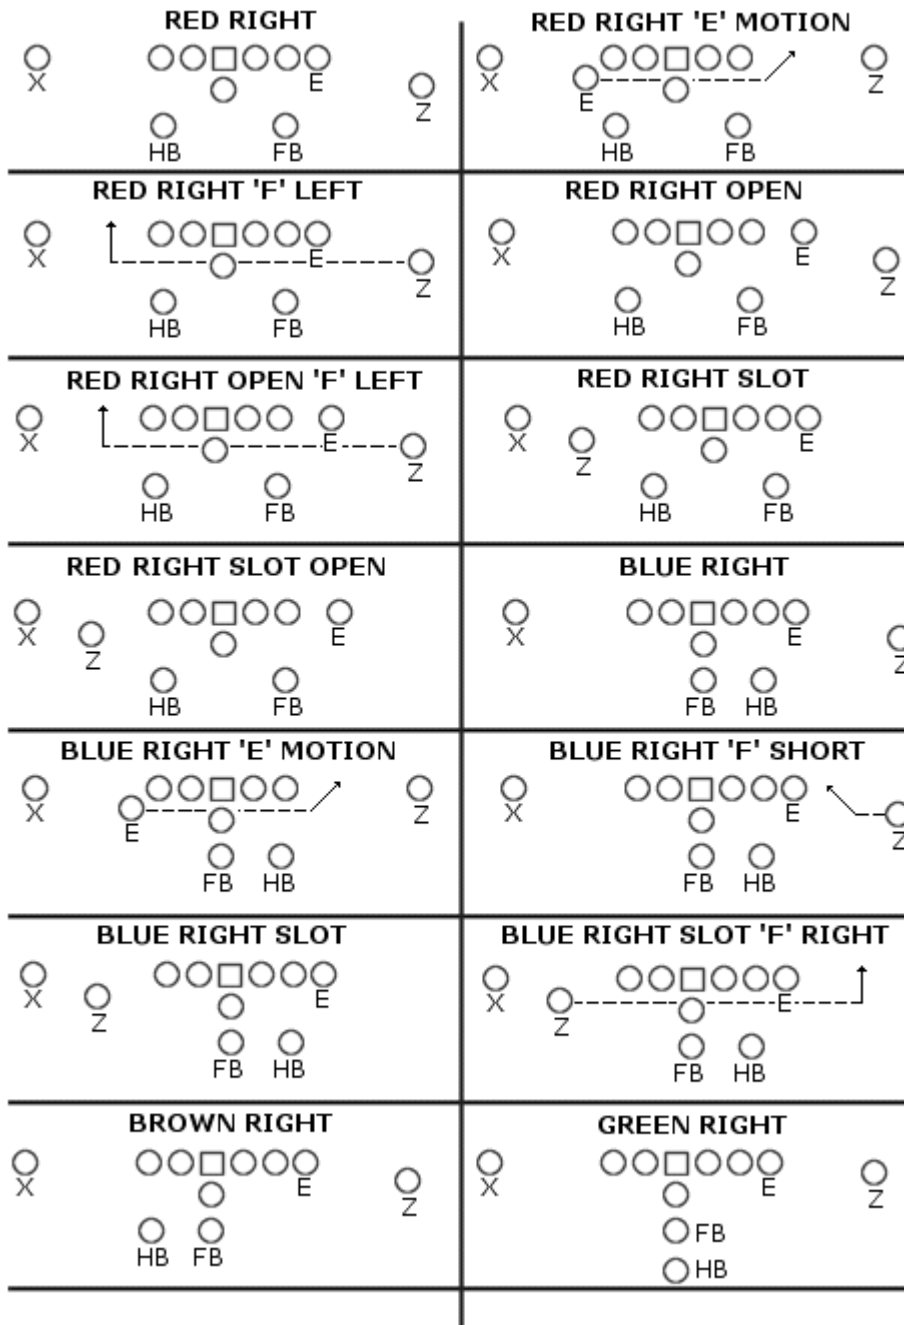 RED RIGHT
X
E
Z
HB FB
RED RIGHT 'E' MOTION
X
E
Z
HB FB
RED RIGHT 'F' LEFT
X
E
Z
HB FB
RED RIGHT OPEN
X
E
Z
HB FB
RED RIGHT OPEN 'F' LEFT
X
E
Z
HB FB
RED RIGHT SLOT
X
Z
E
HB FB
RED RIGHT SLOT OPEN
X
Z
E
HB FB
BLUE RIGHT
X
E
Z
FB HB
BLUE RIGHT 'E' MOTION
X
E
Z
FB HB
BLUE RIGHT 'F' SHORT
X
E
Z
FB HB
BLUE RIGHT SLOT
X
Z
E
FB HB
BLUE RIGHT SLOT 'F' RIGHT
X
Z
E
FB HB
BROWN RIGHT
X
E
Z
HB FB
GREEN RIGHT
X
E
Z
FB
HB